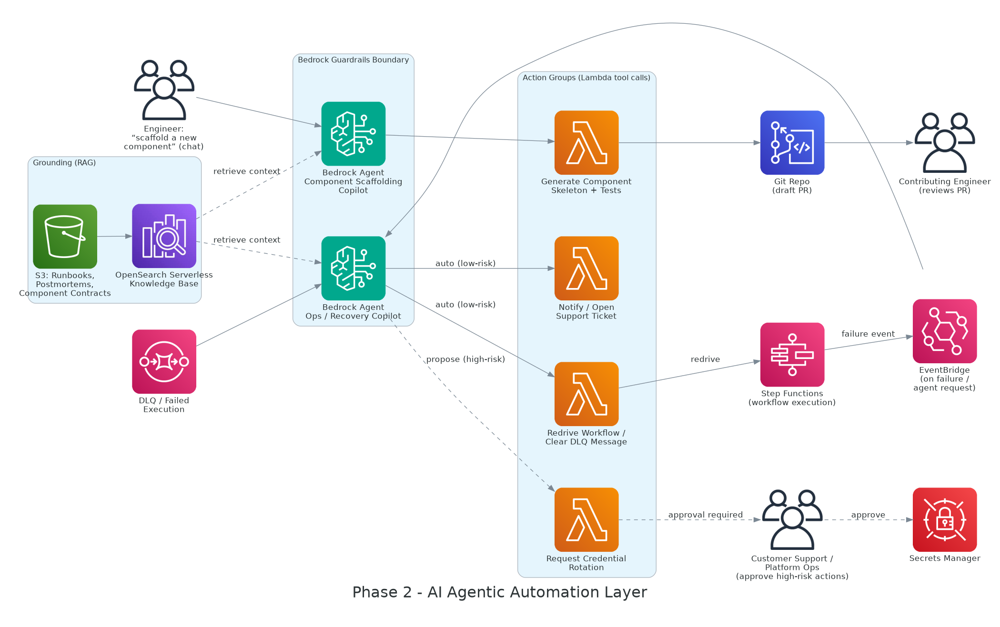 Bedrock Guardrails Boundary
Action Groups (Lambda tool calls)
Engineer:
“scaffold a new
component” (chat)
Grounding (RAG)
retrieve context
Bedrock Agent
Component Scaffolding
Copilot
Generate Component
Skeleton + Tests
Git Repo
(draft PR)
Contributing Engineer
(reviews PR)
retrieve context
S3: Runbooks,
Postmortems,
Component Contracts
OpenSearch Serverless
Knowledge Base
auto (low-risk)
Bedrock Agent
Ops / Recovery Copilot
auto (low-risk)
Notify / Open
Support Ticket
propose (high-risk)
redrive
failure event
DLQ / Failed
Execution
Step Functions
(workflow execution)
EventBridge
(on failure /
agent request)
Redrive Workflow /
Clear DLQ Message
approval required
approve
Request Credential
Rotation
Customer Support /
Platform Ops
(approve high-risk actions)
Secrets Manager
Phase 2 - AI Agentic Automation Layer